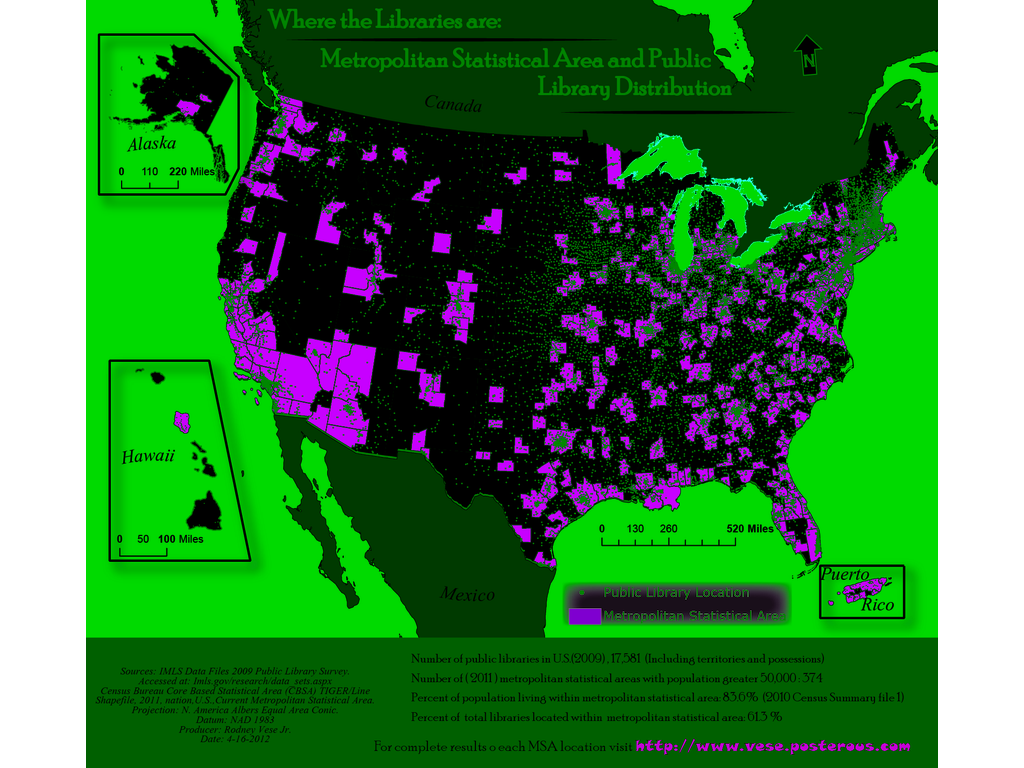 Where the Libraries are:
Metropolitan Statistical Area and Public
Library Distribution
N
Canada
Alaska
0 110 220 Miles
Hawaii
0 50 100 Miles
0 130 260 520 Miles
Mexico
Puerto
Rico
Public Library Location
Metropolitan Statistical Area
Sources: IMLS Data Files 2009 Public Library Survey.
Accessed at: imls.gov/research/data_sets.aspx
Census Bureau Core Based Statistical Area (CBSA) TIGER/Line
Shapefile, 2011, nation,U.S.,Current Metropolitan Statistical Area.
Projection: N. America Albers Equal Area Conic.
Datum: NAD 1983
Producer: Rodney Vese Jr.
Date: 4-16-2012
Number of public libraries in U.S.(2009) : 17,581 (Including territories and possessions)
Number of ( 2011 ) metropolitan statistical areas with population greater 50,000 : 374
Percent of population living within metropolitan statistical area: 83.6% (2010 Census Summary file 1)
Percent of total libraries located within metropolitan statistical area: 61.3 %
For complete results o each MSA location visit http://www.vese.posterous.com